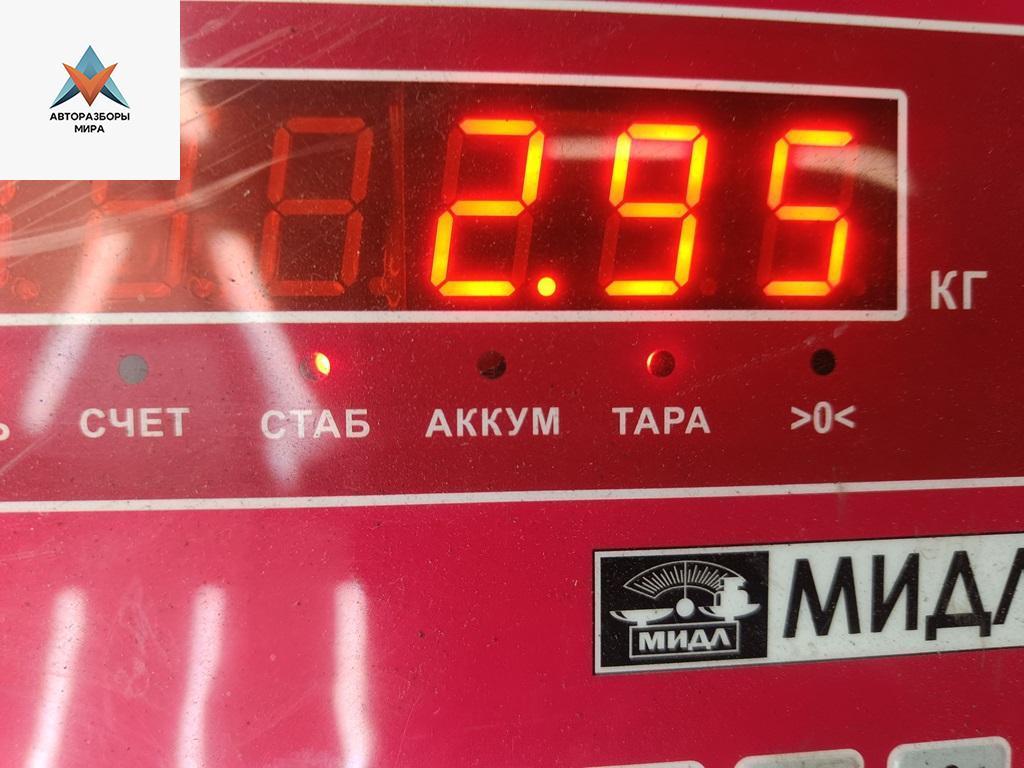 АВТОРАЗБОРЫ
МИРА
2.95
КГ
СЧЕТ
СТАБ
АККУМ
ТАРА
>0<
МИДЛ
МИДЛ